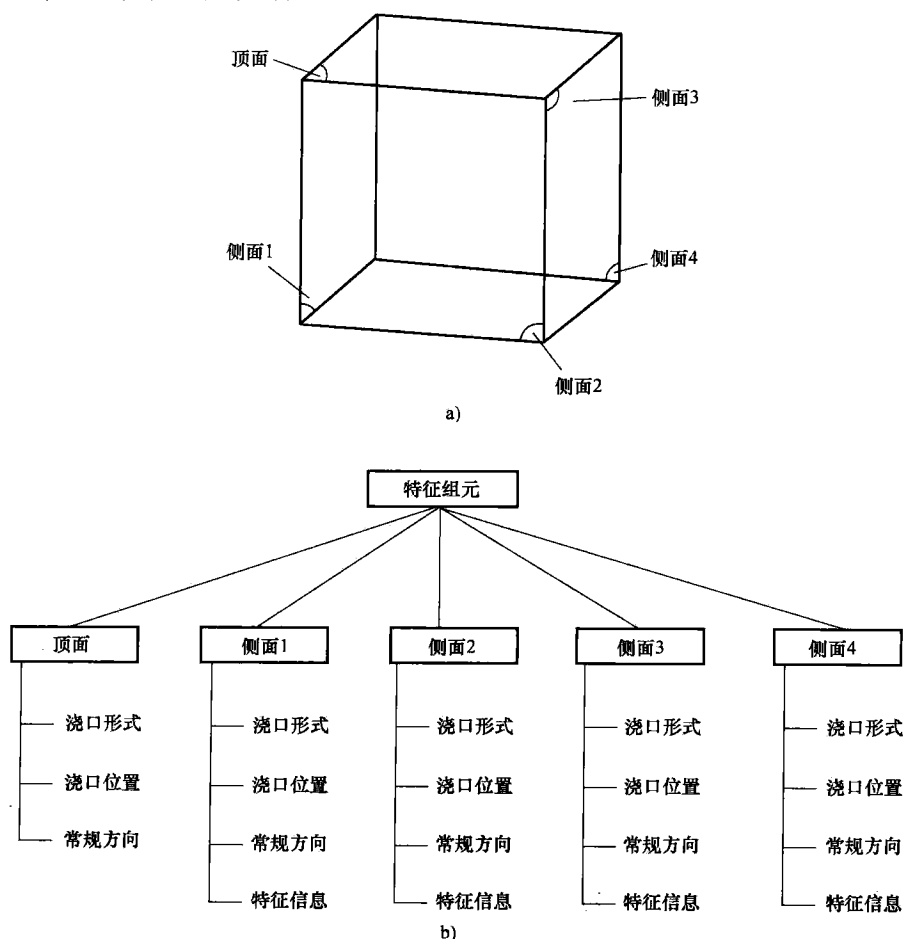 顶面
侧面3
侧面1
侧面4
侧面2
a)
特征组元
顶面 侧面1 侧面2 侧面3 侧面4
浇口形式 浇口形式 浇口形式 浇口形式 浇口形式
浇口位置 浇口位置 浇口位置 浇口位置 浇口位置
常规方向 常规方向 常规方向 常规方向 常规方向
特征信息 特征信息 特征信息 特征信息
b)